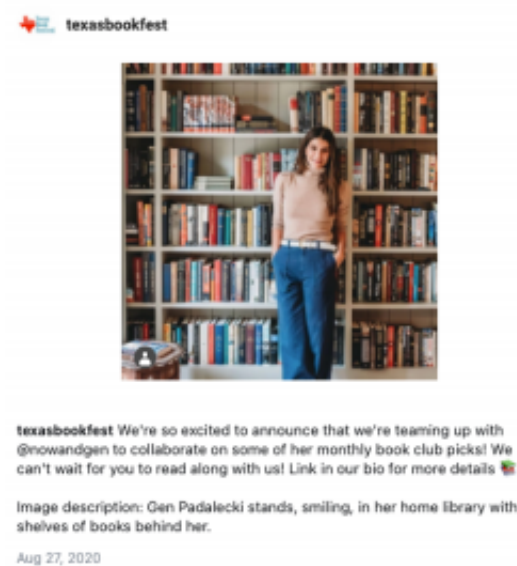 texasbookfest
texasbookfest We're so excited to announce that we're teaming up with
@nowandgen to collaborate on some of her monthly book club picks! We
can't wait for you to read along with us! Link in our bio for more details 📚
Image description: Gen Padalecki stands, smiling, in her home library with
shelves of books behind her.
Aug 27, 2020